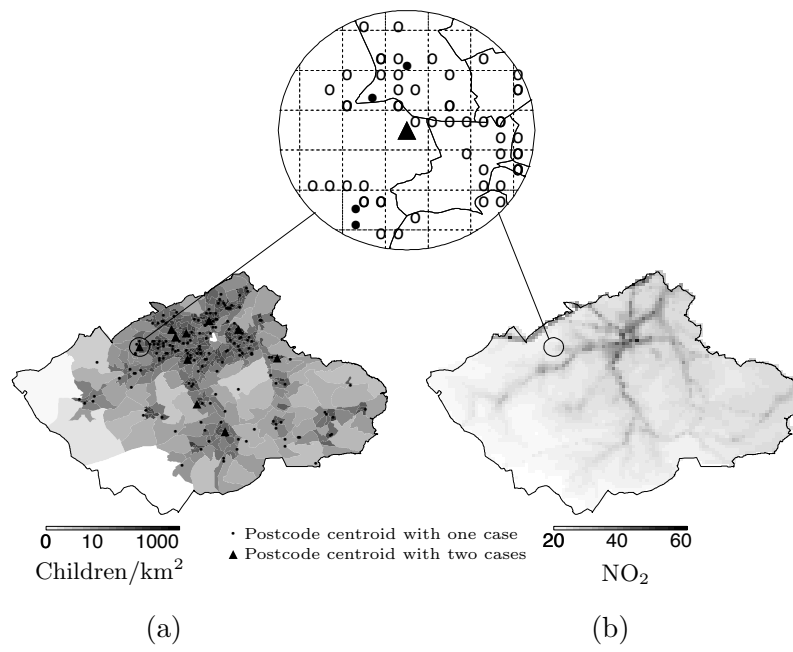 0 10 1000
Children/km²
· Postcode centroid with one case
▲ Postcode centroid with two cases
20 40 60
NO₂
(a)
(b)